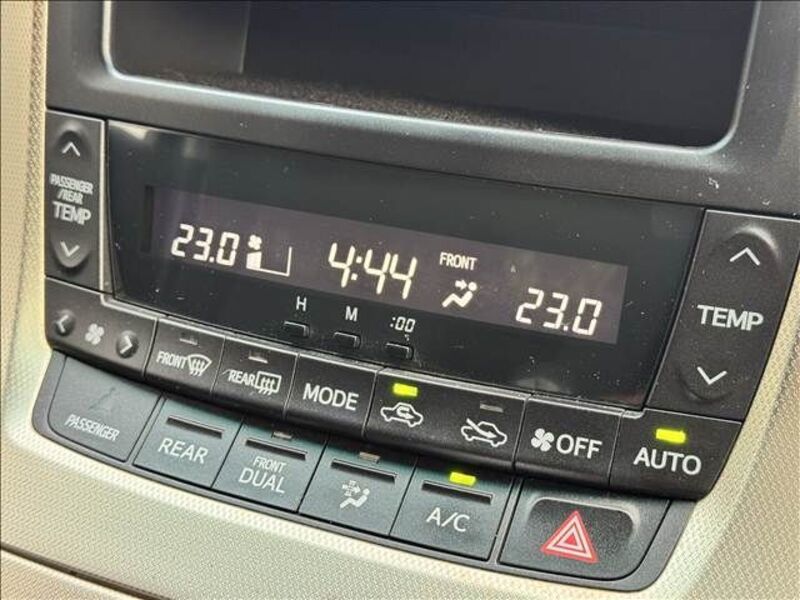 PASSENGER
/REAR
TEMP
23.0
4:44
FRONT
23.0
H
M
:00
TEMP
FRONT
REAR
MODE
OFF
AUTO
PASSENGER
REAR
FRONT
DUAL
A/C